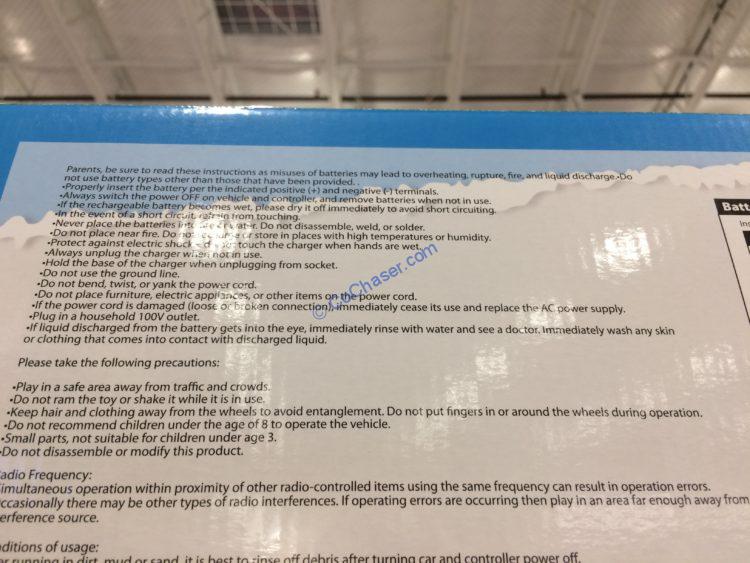 Parents, be sure to read these instructions as misuses of batteries may lead to overheating, rupture, fire, and liquid discharge.•Do
not use battery types other than those that have been provided. .
•Properly insert the battery per the indicated positive (+) and negative (-) terminals.
•Always switch the power OFF on vehicle and controller, and remove batteries when not in use.
•If the rechargeable battery becomes wet, please dry it off immediately to avoid short circuiting.
•In the event of a short circuit, refrain from touching.
•Never place the batteries into fire or water. Do not disassemble, weld, or solder.
•Do not place near fire. Do not use or store in places with high temperatures or humidity.
•Protect against electric shock. Do not touch the charger when hands are wet.
•Always unplug the charger when not in use.
•Hold the base of the charger when unplugging from socket.
•Do not use the ground line.
•Do not bend, twist, or yank the power cord.
•Do not place furniture, electric appliances, or other items on the power cord.
•If the power cord is damaged (loose or broken connection), immediately cease its use and replace the AC power supply.
•Plug in a household 100V outlet.
•If liquid discharged from the battery gets into the eye, immediately rinse with water and see a doctor. Immediately wash any skin
or clothing that comes into contact with discharged liquid.
Please take the following precautions:
•Play in a safe area away from traffic and crowds.
•Do not ram the toy or shake it while it is in use.
•Keep hair and clothing away from the wheels to avoid entanglement. Do not put fingers in or around the wheels during operation.
•Do not recommend children under the age of 8 to operate the vehicle.
•Small parts, not suitable for children under age 3.
•Do not disassemble or modify this product.
adio Frequency:
imultaneous operation within proximity of other radio-controlled items using the same frequency can result in operation errors.
ccasionally there may be other types of radio interferences. If operating errors are occurring then play in an area far enough away from
erference source.
nditions of usage:
er running in dirt, mud or sand, it is best to rinse off debris after turning car and controller power off.
Batt
In
© CoChaser.com